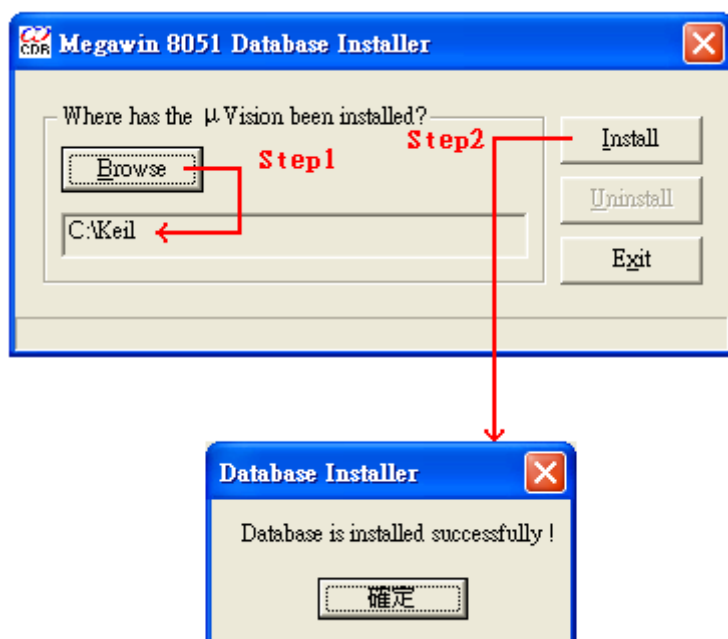 CDB Megawin 8051 Database Installer
Where has the μVision been installed?
Step1
Step2
Browse
C:\Keil
Install
Uninstall
Exit
Database Installer
Database is installed successfully !
確定